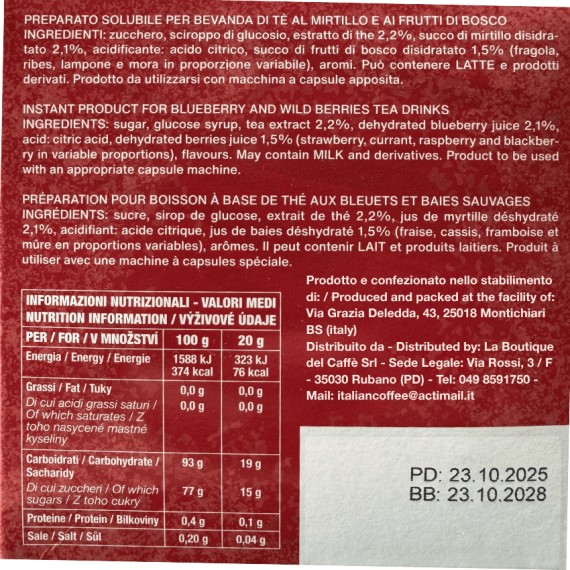 PREPARATO SOLUBILE PER BEVANDA DI TÈ AL MIRTILLO E AI FRUTTI DI BOSCO
INGREDIENTI: zucchero, sciroppo di glucosio, estratto di the 2,2%, succo di mirtillo disidra-
tato 2,1%, acidificante: acido citrico, succo di frutti di bosco disidratato 1,5% (fragola,
ribes, lampone e mora in proporzione variabile), aromi. Può contenere LATTE e prodotti
derivati. Prodotto da utilizzarsi con macchina a capsule apposita.
INSTANT PRODUCT FOR BLUEBERRY AND WILD BERRIES TEA DRINKS
INGREDIENTS: sugar, glucose syrup, tea extract 2,2%, dehydrated blueberry juice 2,1%,
acid: citric acid, dehydrated berries juice 1,5% (strawberry, currant, raspberry and blackber-
ry in variable proportions), flavours. May contain MILK and derivatives. Product to be used
with an appropriate capsule machine.
PRÉPARATION POUR BOISSON À BASE DE THÉ AUX BLEUETS ET BAIES SAUVAGES
INGRÉDIENTS: sucre, sirop de glucose, extrait de thé 2,2%, jus de myrtille déshydraté
2,1%, acidifiant: acide citrique, jus de baies déshydraté 1,5% (fraise, cassis, framboise et
mûre en proportions variables), arômes. Il peut contenir LAIT et produits laitiers. Produit à
utiliser avec une machine à capsules spéciale.
Prodotto e confezionato nello stabilimento
di: / Produced and packed at the facility of:
Via Grazia Deledda, 43, 25018 Montichiari
BS (italy)
Distribuito da - Distributed by: La Boutique
del Caffè Srl - Sede Legale: Via Rossi, 3 / F
- 35030 Rubano (PD) - Tel: 049 8591750 -
Mail: italiancoffee@actimail.it
INFORMAZIONI NUTRIZIONALI - VALORI MEDI
NUTRITION INFORMATION / VÝŽIVOVÉ ÚDAJE
PER / FOR / V MNOŽSTVÍ 100 g 20 g
Energia / Energy / Energie 1588 kJ 323 kJ
374 kcal 76 kcal
Grassi / Fat / Tuky 0,0 g 0,0 g
Di cui acidi grassi saturi / 0,0 g 0,0 g
Of which saturates / Z
toho nasycené mastné
kyseliny
Carboidrati / Carbohydrate / 93 g 19 g
Sacharidy
Di cui zuccheri / Of which 77 g 15 g
sugars / Z toho cukry
Proteine / Protein / Bílkoviny 0,4 g 0,1 g
Sale / Salt / Sůl 0,20 g 0,04 g
PD: 23.10.2025
BB: 23.10.2028